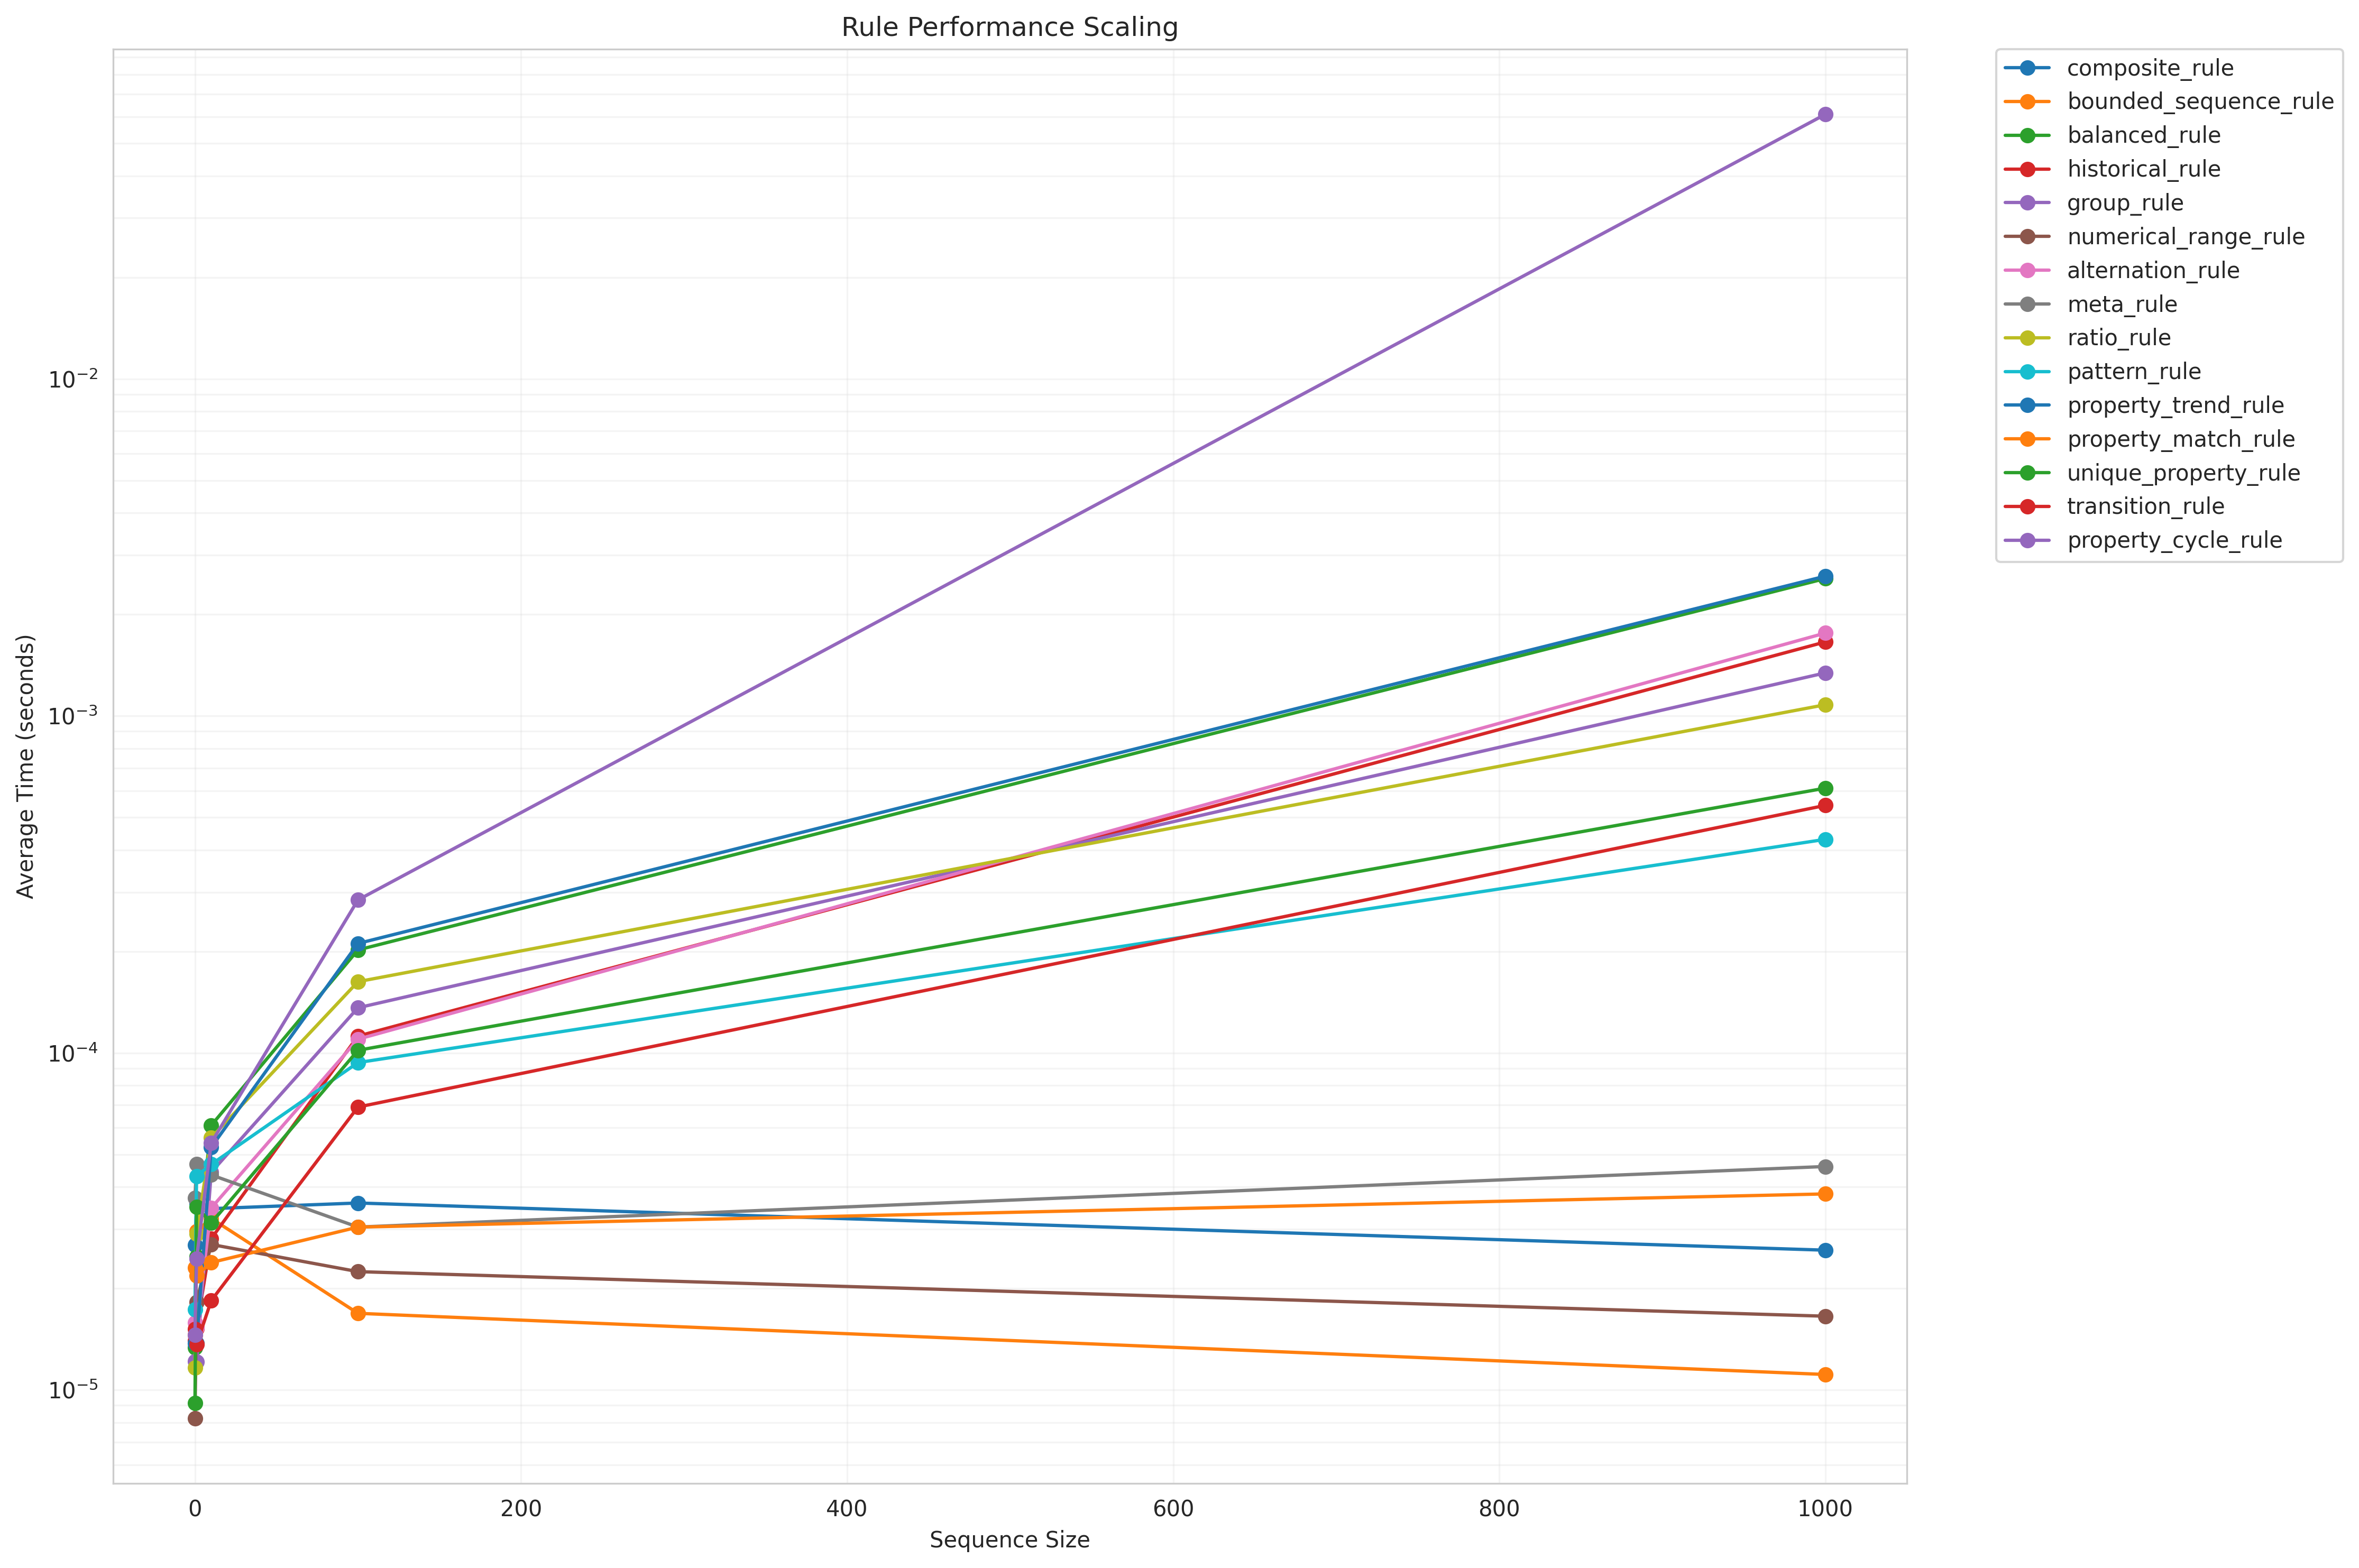 Rule Performance Scaling
composite_rule
bounded_sequence_rule
balanced_rule
historical_rule
group_rule
numerical_range_rule
alternation_rule
meta_rule
ratio_rule
pattern_rule
property_trend_rule
property_match_rule
unique_property_rule
transition_rule
property_cycle_rule
Average Time (seconds)
10⁻²
10⁻³
10⁻⁴
10⁻⁵
0 200 400 600 800 1000
Sequence Size